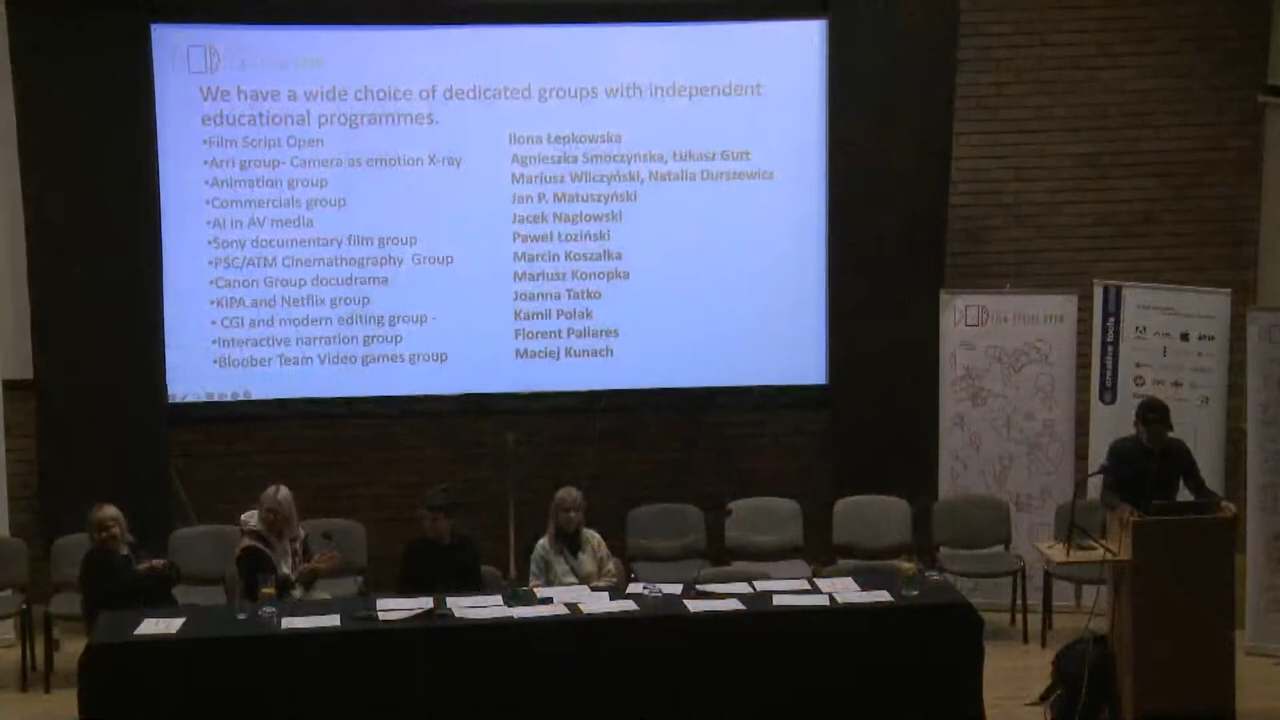 We have a wide choice of dedicated groups with independent
educational programmes.
•Film Script Open
Ilona Łepkowska
•Arri group- Camera as emotion X-ray
Agnieszka Smoczyńska, Łukasz Gutt
•Animation group
Mariusz Wilczyński, Natalia Durszewicz
•Commercials group
Jan P. Matuszyński
•AI in AV media
Jacek Nagłowski
•Sony documentary film group
Paweł Łoziński
•PSC/ATM Cinemathography Group
Marcin Koszałka
•Canon Group docudrama
Mariusz Konopka
•KIPA and Netflix group
Joanna Tatko
• CGI and modern editing group -
Kamil Polak
•Interactive narration group
Florent Pallares
•Bloober Team Video games group
Maciej Kunach
FILM SPRING OPEN
creative tools